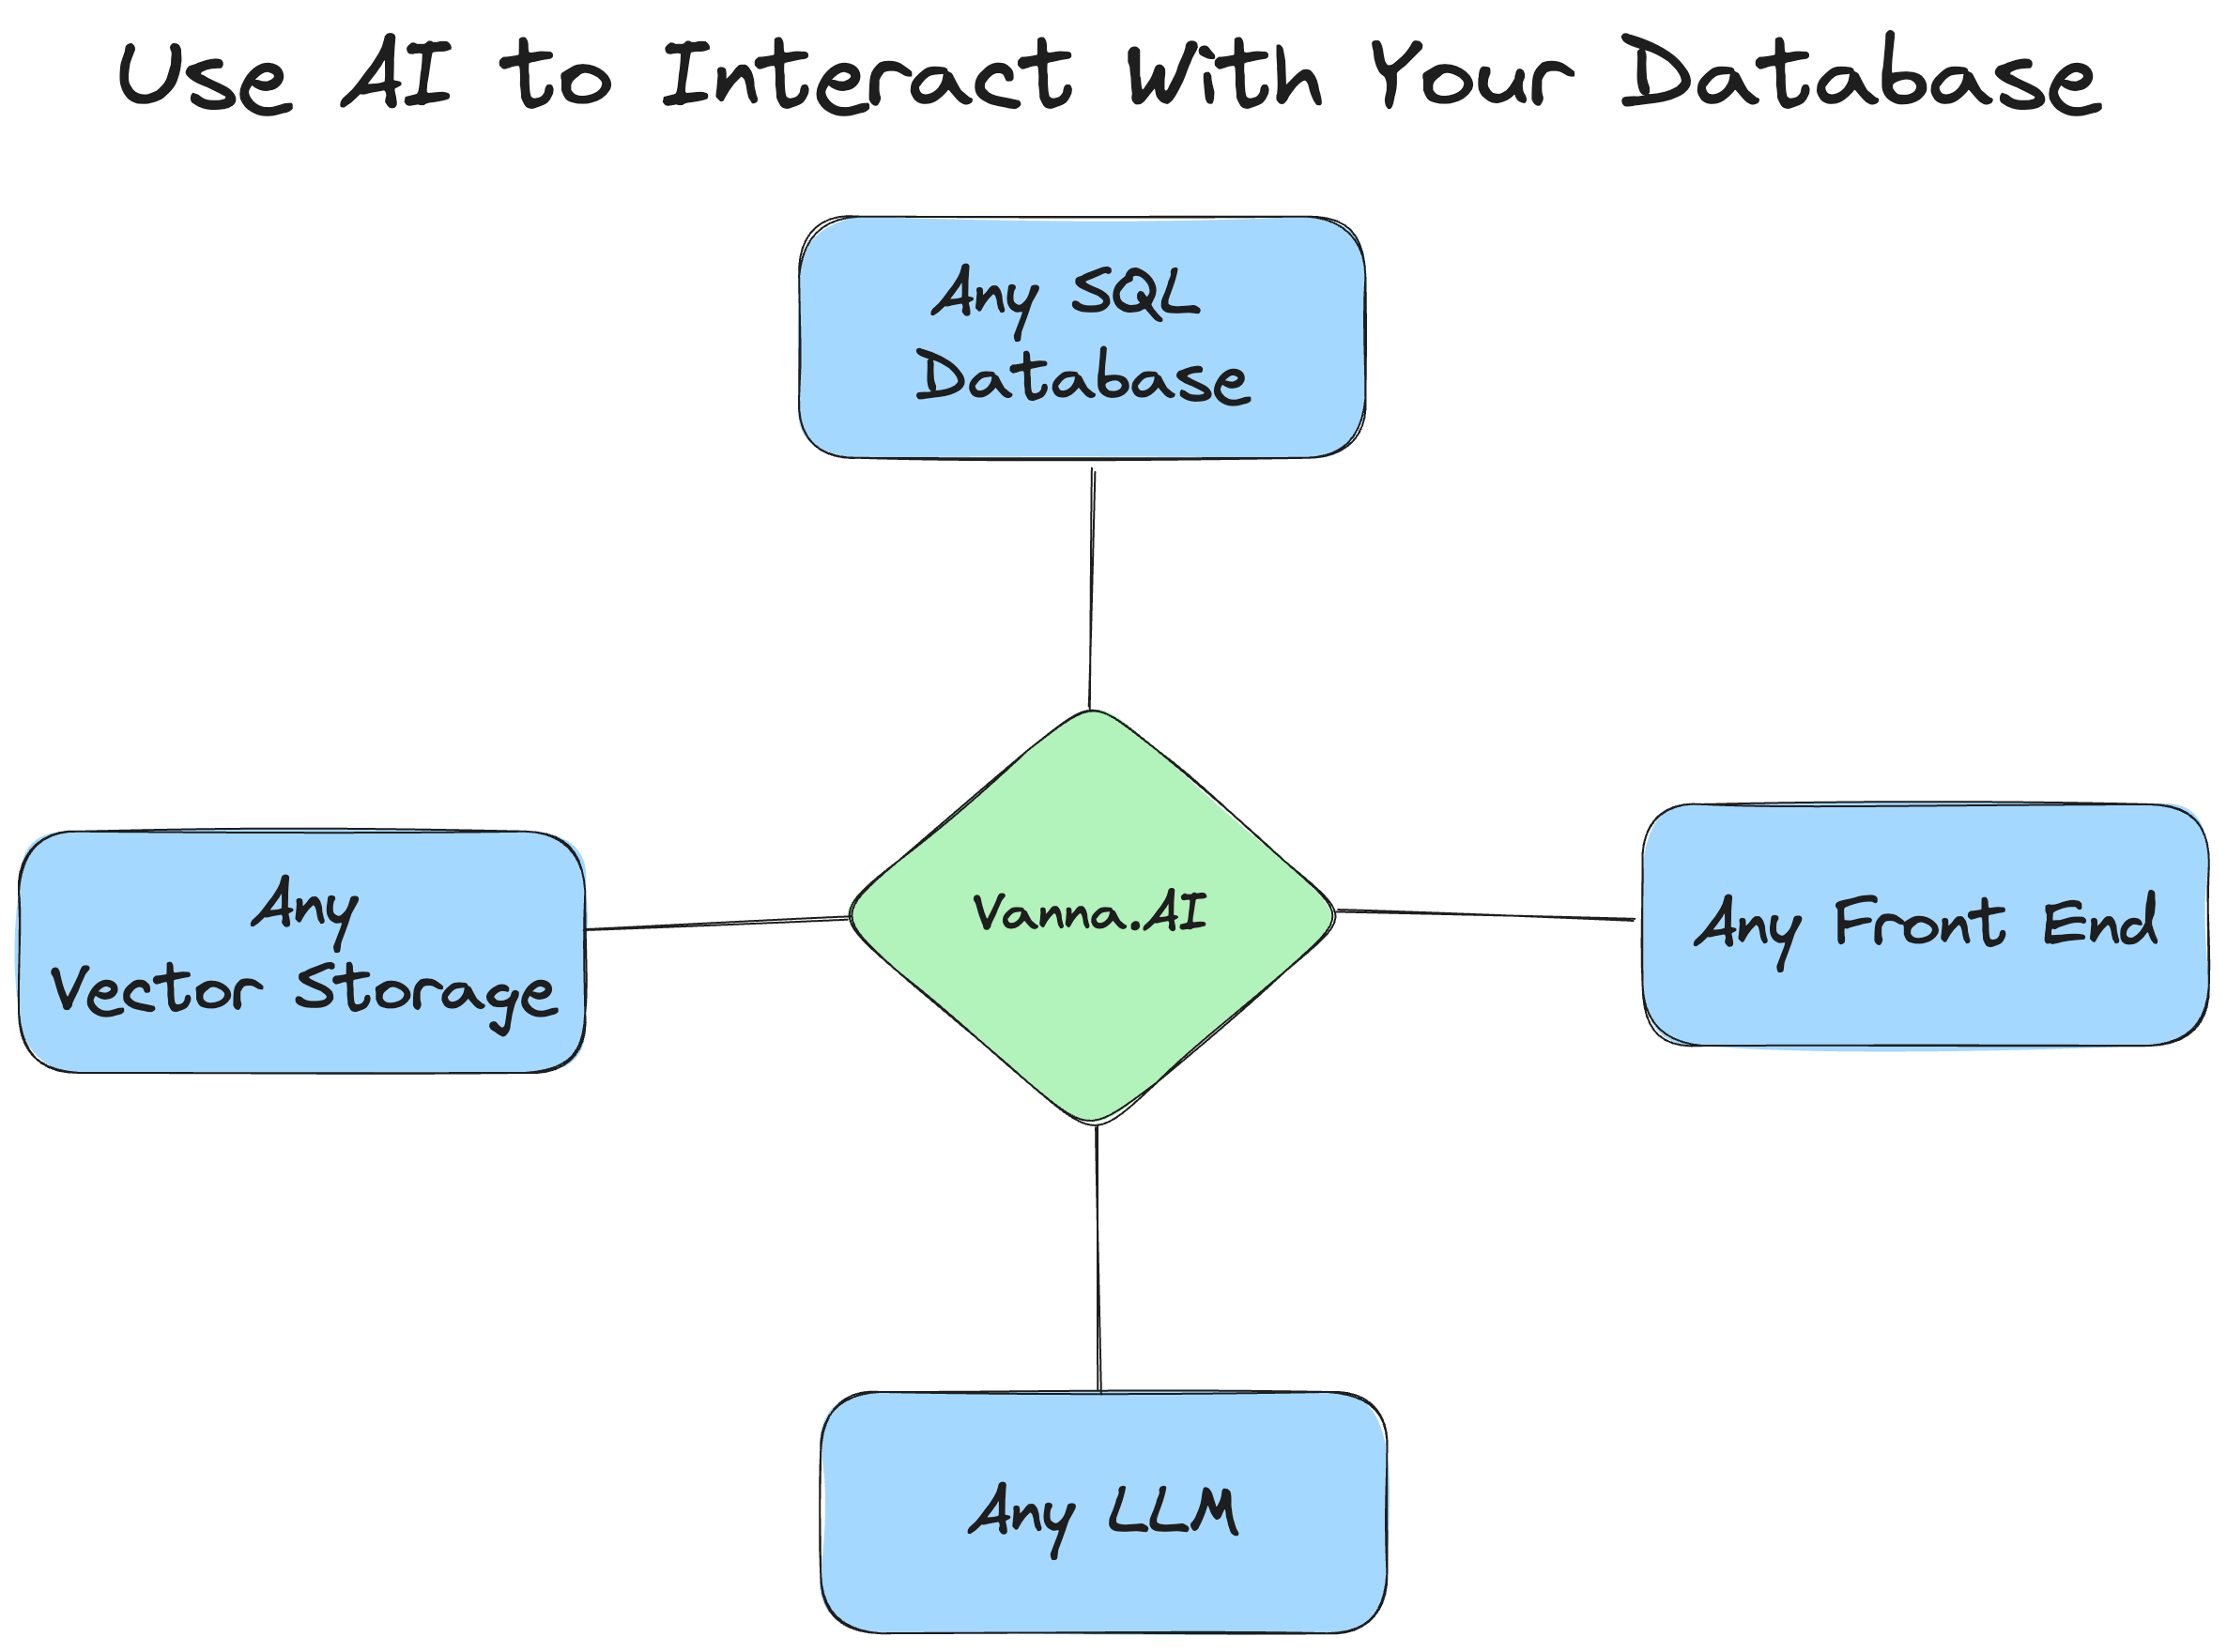 Use AI to Interact With Your Database
Any SQL
Database
Any
Vector Storage
Vanna.AI
Any Front End
Any LLM